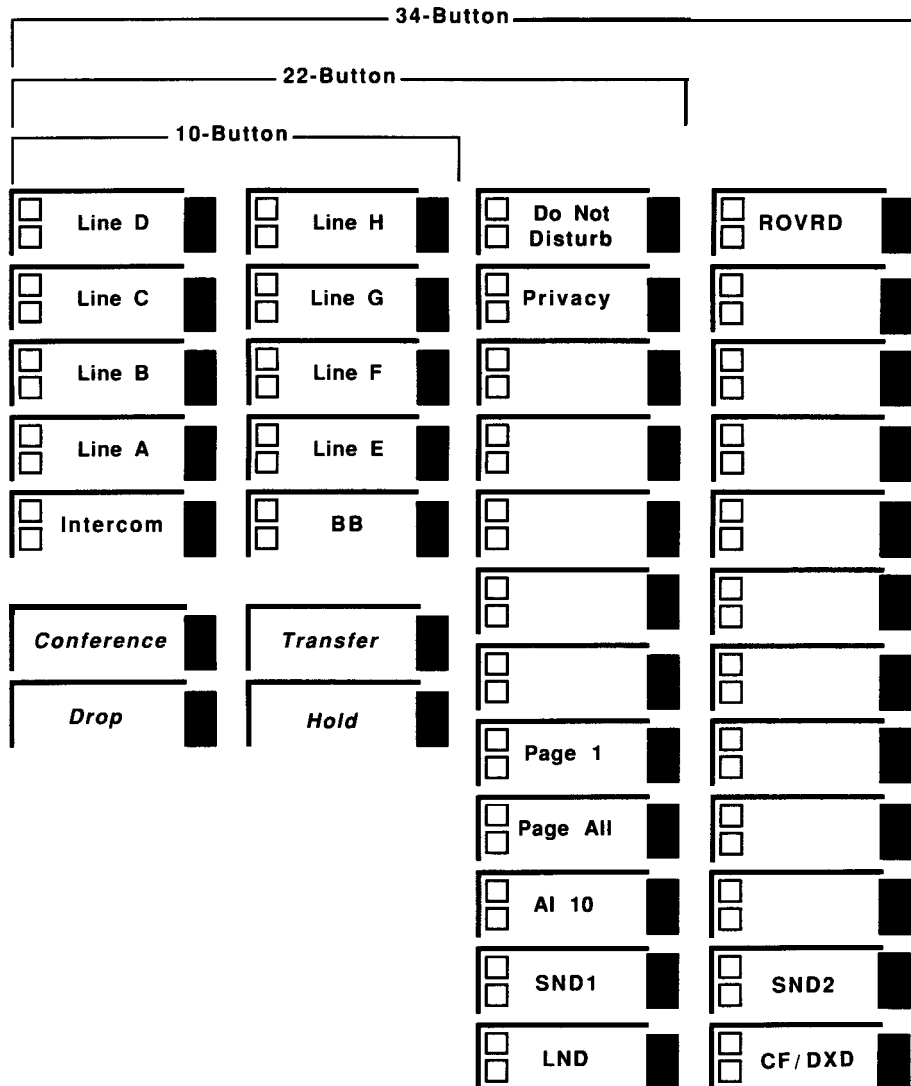 34-Button
22-Button
10-Button
Line D
Line H
Do Not
Disturb
ROVRD
Line C
Line G
Privacy
Line B
Line F
Line A
Line E
Intercom
BB
Conference
Transfer
Drop
Hold
Page 1
Page All
AI 10
SND1
SND2
LND
CF/DXD